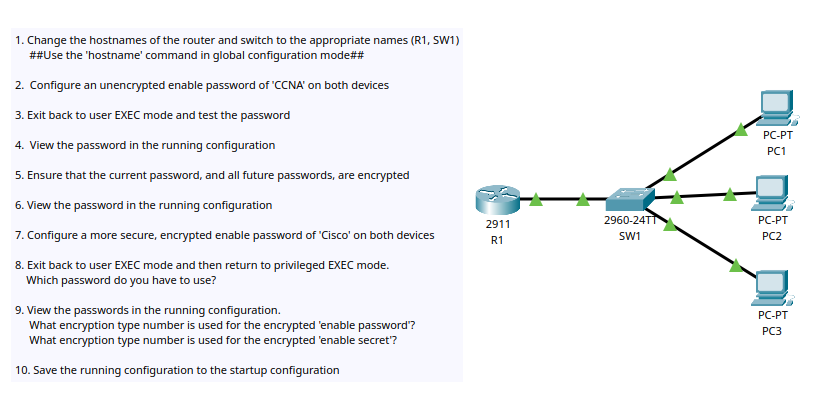 1. Change the hostnames of the router and switch to the appropriate names (R1, SW1)
##Use the 'hostname' command in global configuration mode##
2. Configure an unencrypted enable password of 'CCNA' on both devices
3. Exit back to user EXEC mode and test the password
4. View the password in the running configuration
5. Ensure that the current password, and all future passwords, are encrypted
6. View the password in the running configuration
7. Configure a more secure, encrypted enable password of 'Cisco' on both devices
8. Exit back to user EXEC mode and then return to privileged EXEC mode.
Which password do you have to use?
9. View the passwords in the running configuration.
What encryption type number is used for the encrypted 'enable password'?
What encryption type number is used for the encrypted 'enable secret'?
10. Save the running configuration to the startup configuration
2911
R1
2960-24TT
SW1
PC-PT
PC1
PC-PT
PC2
PC-PT
PC3